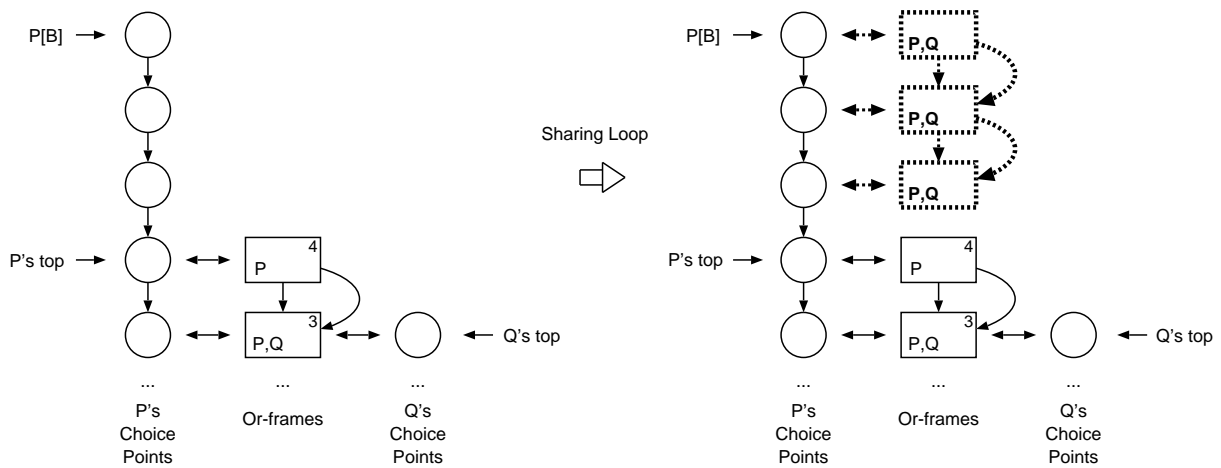 P[B]
P's top
4
P
3
P,Q
Q's top
...
...
...
P's
Choice
Points
Or-frames
Q's
Choice
Points
Sharing Loop
P[B]
P,Q
P,Q
P,Q
P's top
4
P
3
P,Q
Q's top
...
...
...
P's
Choice
Points
Or-frames
Q's
Choice
Points